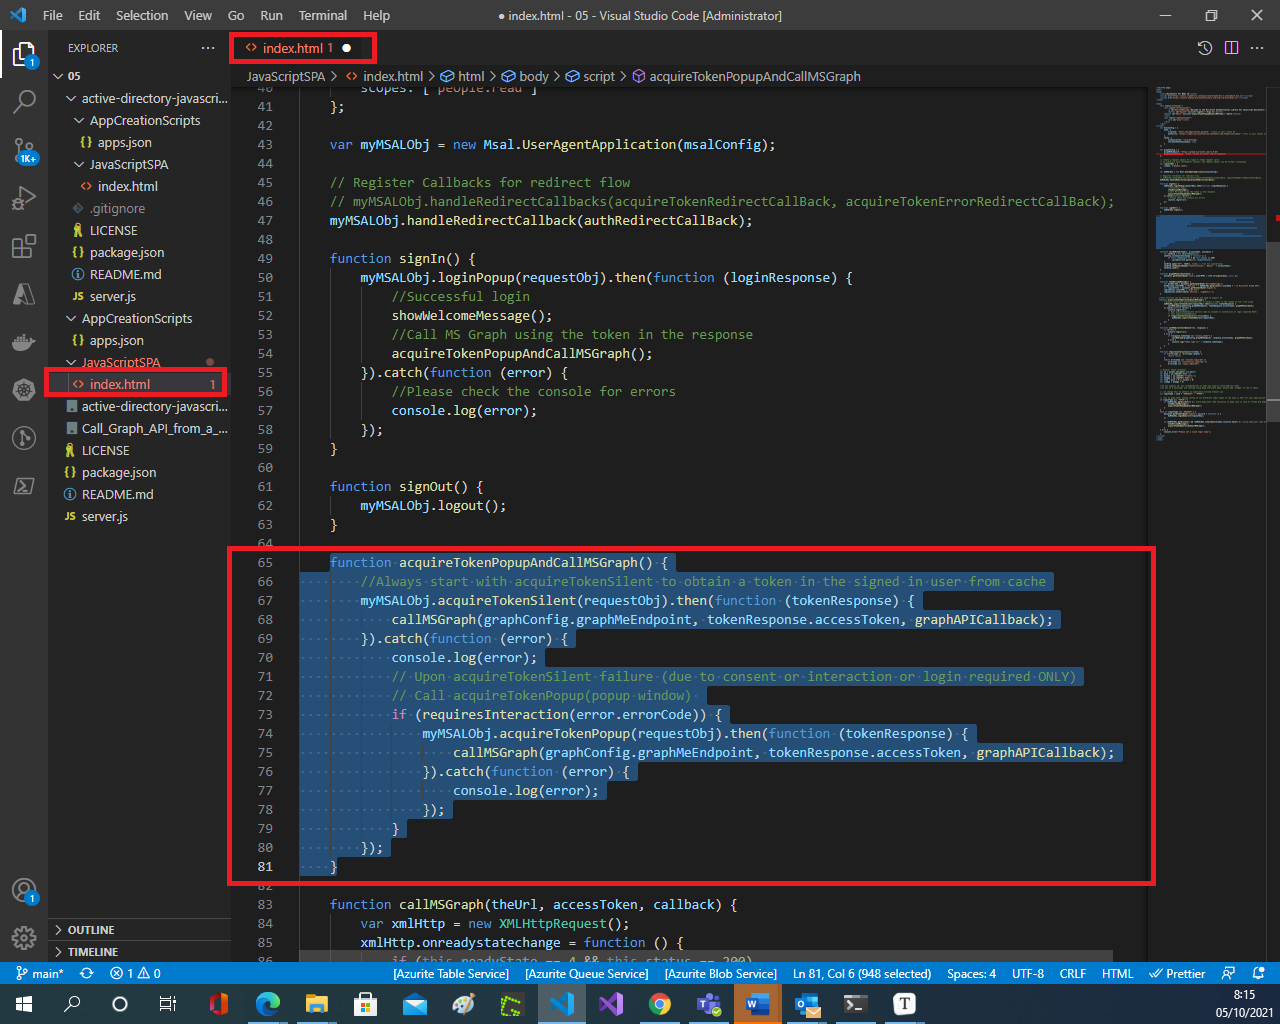 File Edit Selection View Go Run Terminal Help
● index.html - 05 - Visual Studio Code [Administrator]
EXPLORER
index.html 1
05
JavaScriptSPA > index.html > html > body > script > acquireTokenPopupAndCallMSGraph
active-directory-javascri...
AppCreationScripts
apps.json
JavaScriptSPA
index.html
.gitignore
LICENSE
package.json
README.md
server.js
AppCreationScripts
apps.json
JavaScriptSPA
index.html 1
active-directory-javascri...
Call_Graph_API_from_a_...
LICENSE
package.json
README.md
server.js
OUTLINE
TIMELINE
1
1K+
1
40 scopes: ["people.read"]
41 };
42
43 var myMSALObj = new Msal.UserAgentApplication(msalConfig);
44
45 // Register Callbacks for redirect flow
46 // myMSALObj.handleRedirectCallbacks(acquireTokenRedirectCallBack, acquireTokenErrorRedirectCallBack);
47 myMSALObj.handleRedirectCallback(authRedirectCallBack);
48
49 function signIn() {
50 myMSALObj.loginPopup(requestObj).then(function (loginResponse) {
51 //Successful login
52 showWelcomeMessage();
53 //Call MS Graph using the token in the response
54 acquireTokenPopupAndCallMSGraph();
55 }).catch(function (error) {
56 //Please check the console for errors
57 console.log(error);
58 });
59 }
60
61 function signOut() {
62 myMSALObj.logout();
63 }
64
65 function acquireTokenPopupAndCallMSGraph() {
66 //Always start with acquireTokenSilent to obtain a token in the signed in user from cache
67 myMSALObj.acquireTokenSilent(requestObj).then(function (tokenResponse) {
68 callMSGraph(graphConfig.graphMeEndpoint, tokenResponse.accessToken, graphAPICallback);
69 }).catch(function (error) {
70 console.log(error);
71 // Upon acquireTokenSilent failure (due to consent or interaction or login required ONLY)
72 // Call acquireTokenPopup(popup window)
73 if (requiresInteraction(error.errorCode)) {
74 myMSALObj.acquireTokenPopup(requestObj).then(function (tokenResponse) {
75 callMSGraph(graphConfig.graphMeEndpoint, tokenResponse.accessToken, graphAPICallback);
76 }).catch(function (error) {
77 console.log(error);
78 });
79 }
80 });
81 }
82
83 function callMSGraph(theUrl, accessToken, callback) {
84 var xmlHttp = new XMLHttpRequest();
85 xmlHttp.onreadystatechange = function () {
86 if (this.readyState == 4 && this.status == 200)
main* 1 0 [Azurite Table Service] [Azurite Queue Service] [Azurite Blob Service] Ln 81, Col 6 (948 selected) Spaces: 4 UTF-8 CRLF HTML Prettier
8:15
05/10/2021